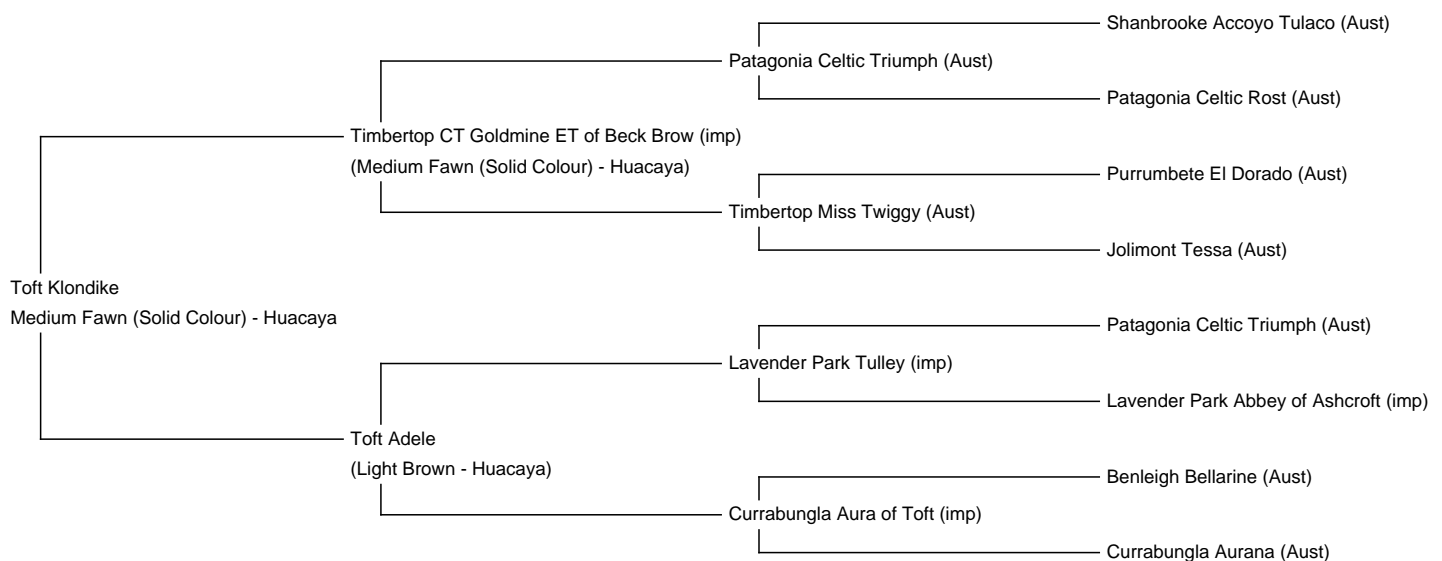 Shanbrooke Accoyo Tulaco (Aust)
Patagonia Celtic Triumph (Aust)
Patagonia Celtic Rost (Aust)
Timbertop CT Goldmine ET of Beck Brow (imp)
(Medium Fawn (Solid Colour) - Huacaya)
Purrumbete El Dorado (Aust)
Timbertop Miss Twiggy (Aust)
Jolimont Tessa (Aust)
Toft Klondike
Medium Fawn (Solid Colour) - Huacaya
Patagonia Celtic Triumph (Aust)
Lavender Park Tulley (imp)
Lavender Park Abbey of Ashcroft (imp)
Toft Adele
(Light Brown - Huacaya)
Benleigh Bellarine (Aust)
Currabungla Aura of Toft (imp)
Currabungla Aurana (Aust)